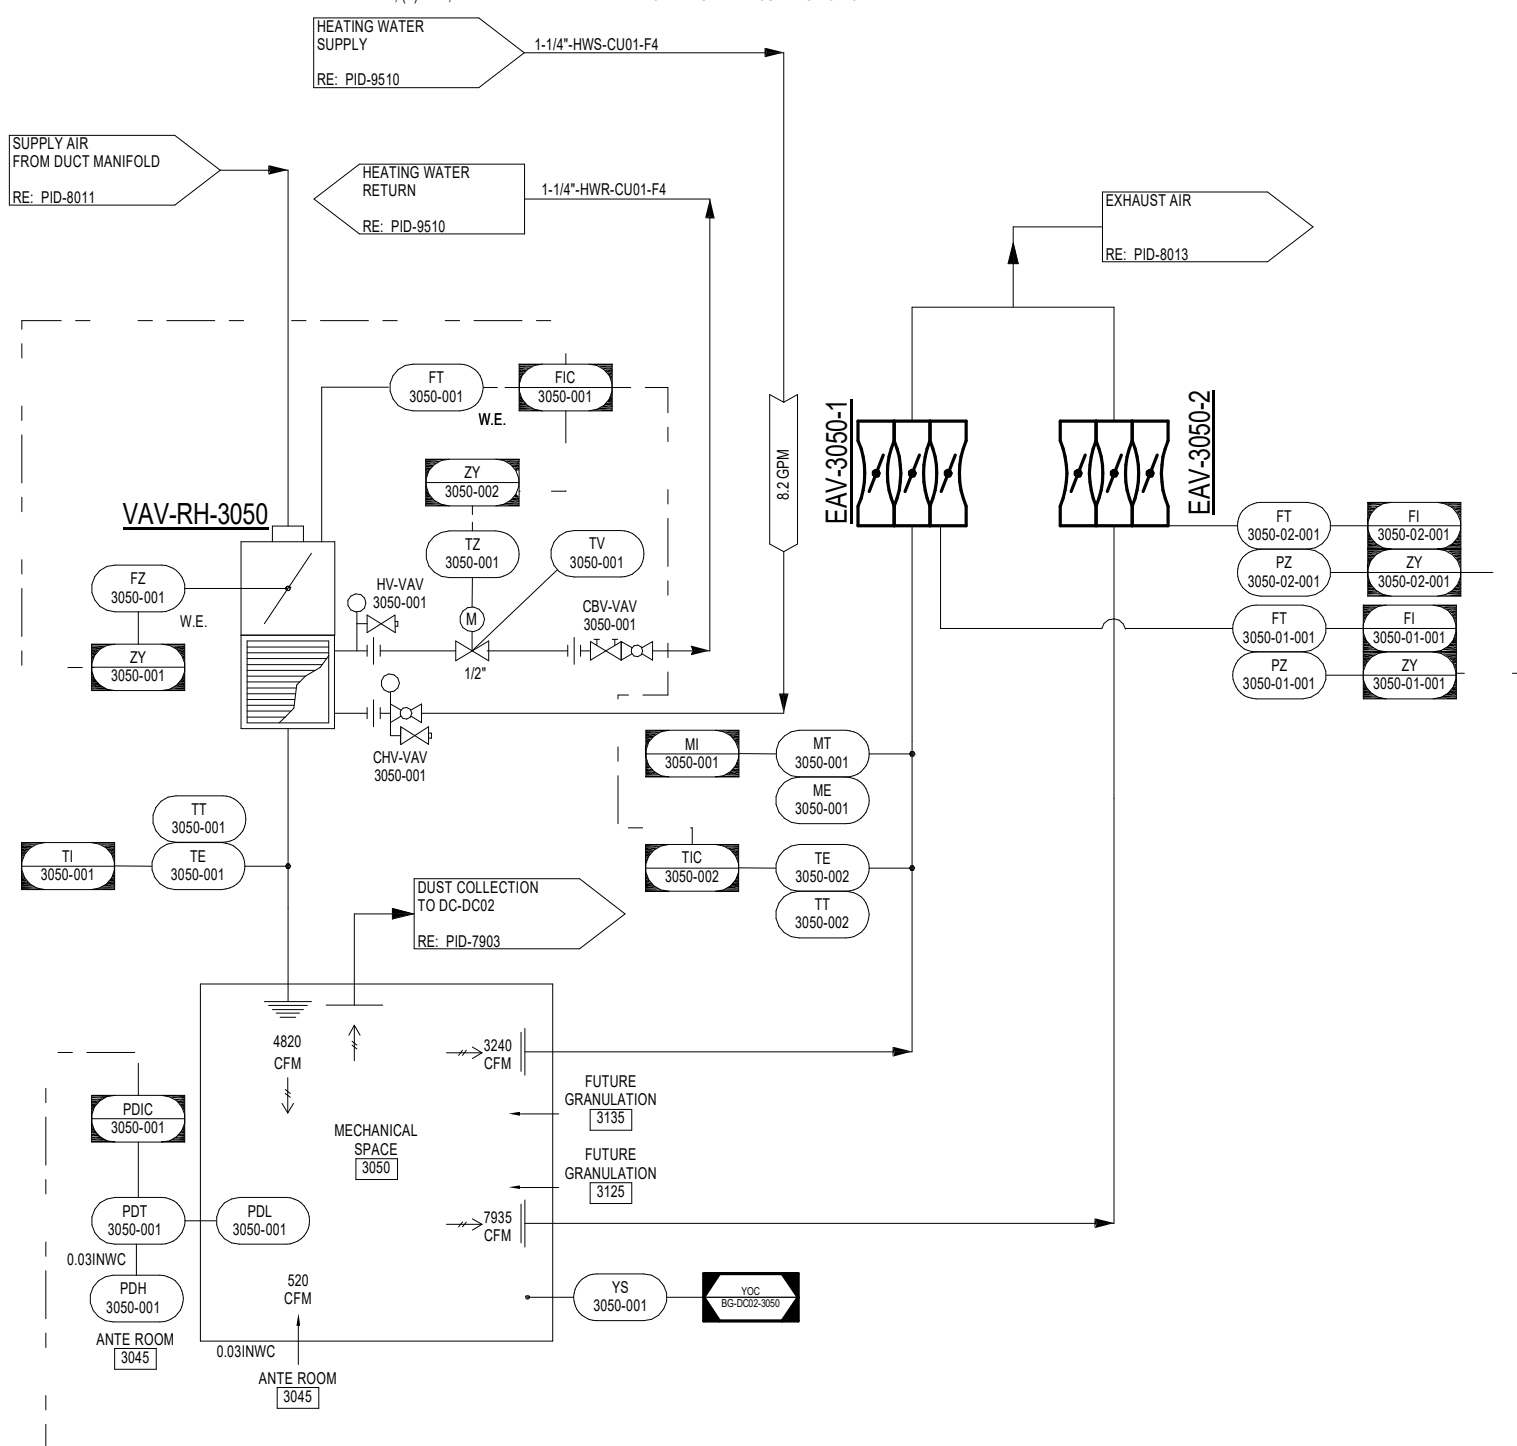 HEATING WATER
SUPPLY
RE: PID-9510
1-1/4"-HWS-CU01-F4
SUPPLY AIR
FROM DUCT MANIFOLD
RE: PID-8011
HEATING WATER
RETURN
RE: PID-9510
1-1/4"-HWR-CU01-F4
EXHAUST AIR
RE: PID-8013
FT
3050-001
W.E.
FIC
3050-001
ZY
3050-002
TZ
3050-001
TV
3050-001
8.2 GPM
EAV-3050-1
EAV-3050-2
VAV-RH-3050
FZ
3050-001
W.E.
ZY
3050-001
HV-VAV
3050-001
M
1/2"
CBV-VAV
3050-001
CHV-VAV
3050-001
FT
3050-02-001
FI
3050-02-001
PZ
3050-02-001
ZY
3050-02-001
FT
3050-01-001
FI
3050-01-001
PZ
3050-01-001
ZY
3050-01-001
MI
3050-001
MT
3050-001
ME
3050-001
TT
3050-001
TI
3050-001
TE
3050-001
TIC
3050-002
TE
3050-002
TT
3050-002
DUST COLLECTION
TO DC-DC02
RE: PID-7903
4820
CFM
3240
CFM
FUTURE
GRANULATION
3135
MECHANICAL
SPACE
3050
FUTURE
GRANULATION
3125
7935
CFM
PDIC
3050-001
PDT
3050-001
PDL
3050-001
0.03INWC
PDH
3050-001
ANTE ROOM
3045
520
CFM
0.03INWC
ANTE ROOM
3045
YS
3050-001
YOC
BG-DC02-3050